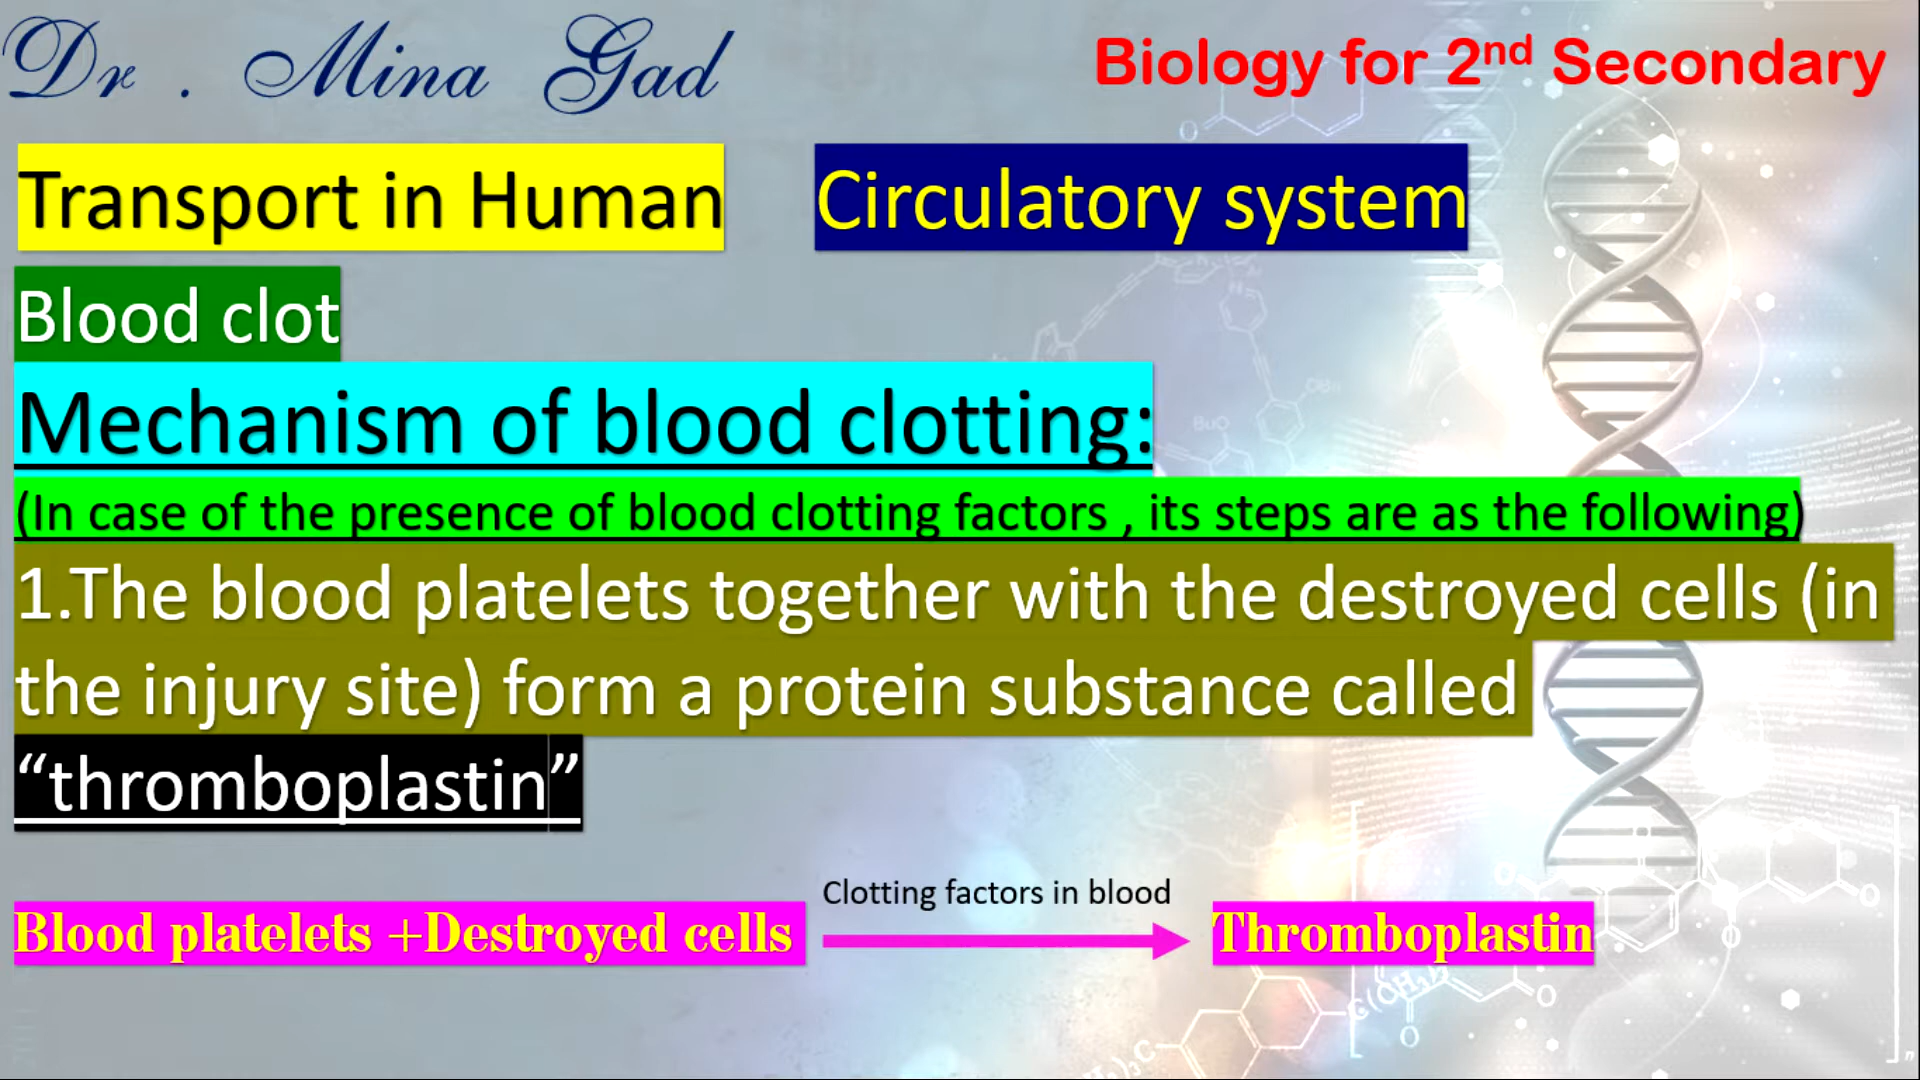 Dr . Mina Gad
Biology for 2nd Secondary
Transport in Human
Circulatory system
Blood clot
Mechanism of blood clotting:
(In case of the presence of blood clotting factors , its steps are as the following)
1.The blood platelets together with the destroyed cells (in
the injury site) form a protein substance called
“thromboplastin”
Clotting factors in blood
Blood platelets +Destroyed cells
Thromboplastin